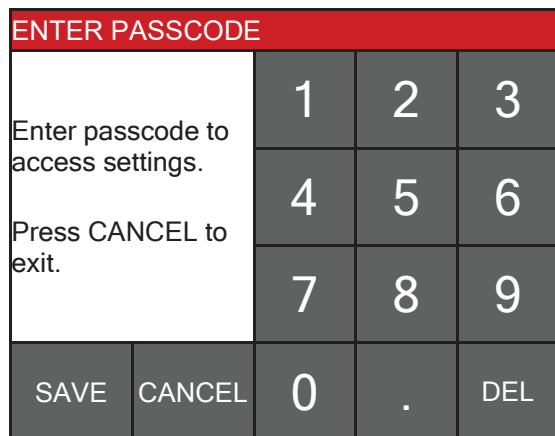 ENTER PASSCODE
Enter passcode to
access settings.
Press CANCEL to
exit.
1 2 3
4 5 6
7 8 9
SAVE CANCEL 0 . DEL